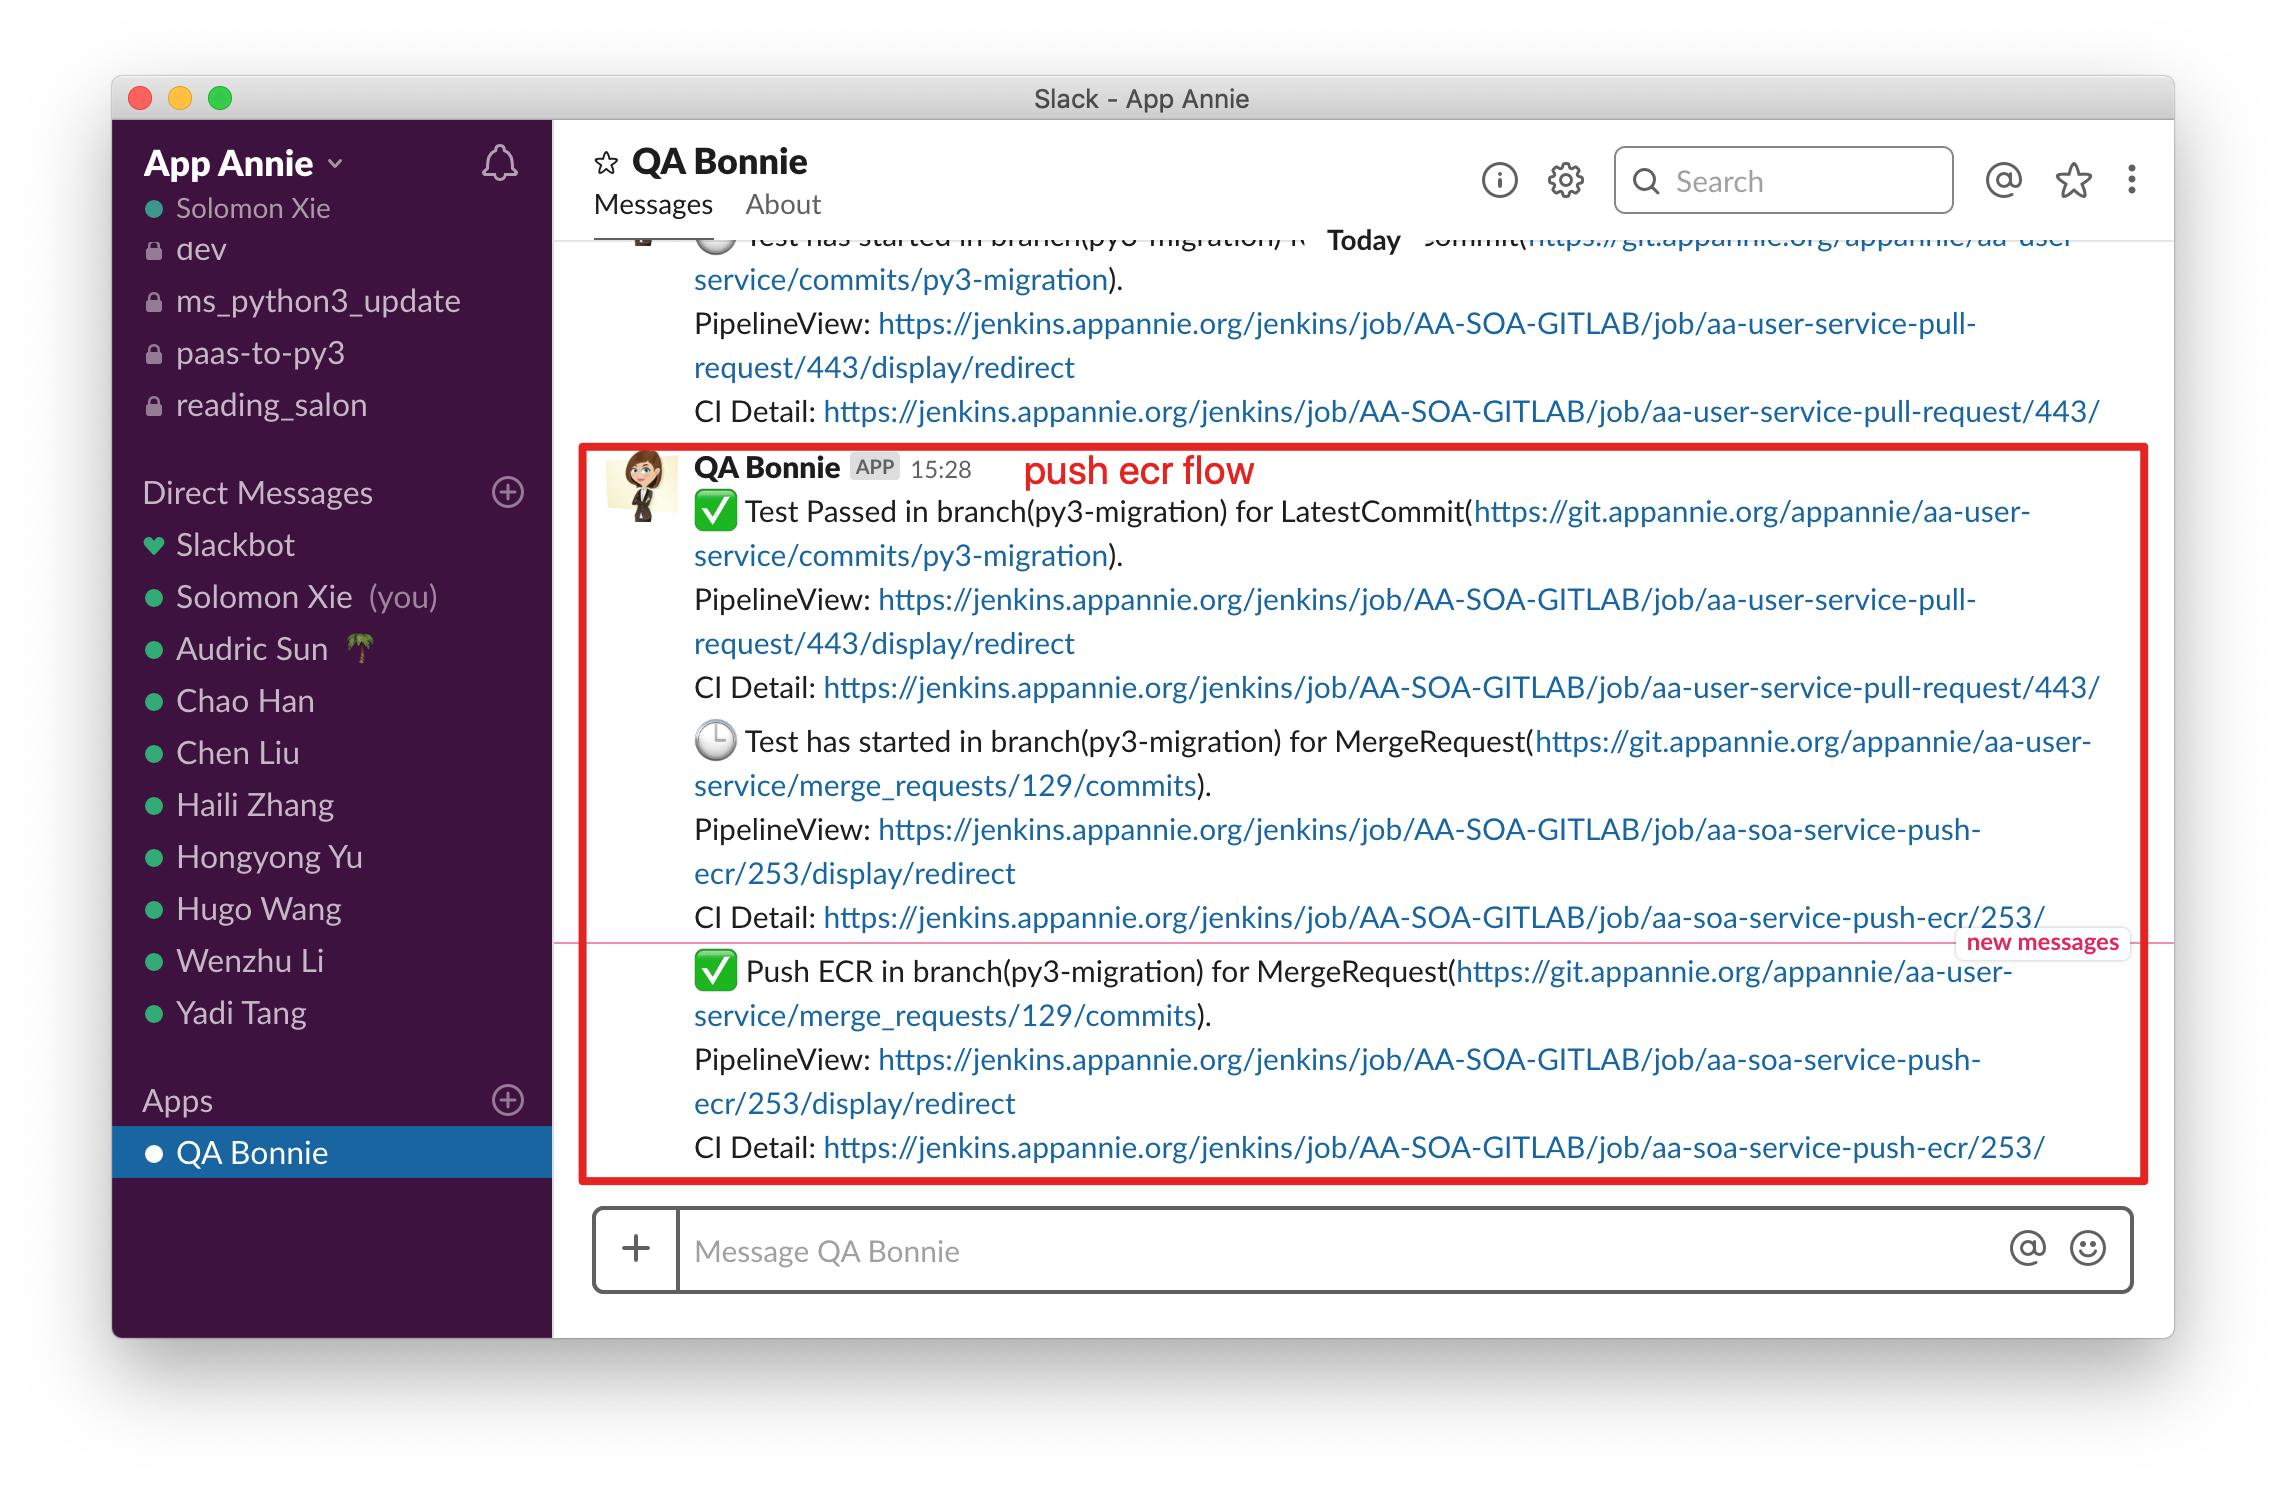 Slack - App Annie
App Annie
Solomon Xie
dev
ms_python3_update
paas-to-py3
reading_salon
Direct Messages
Slackbot
Solomon Xie (you)
Audric Sun
Chao Han
Chen Liu
Haili Zhang
Hongyong Yu
Hugo Wang
Wenzhu Li
Yadi Tang
Apps
QA Bonnie
QA Bonnie
Messages About
Search
Today
Test has started in branch(py3-migration) https://git.appannie.org/appannie/aa-user-
service/commits/py3-migration).
PipelineView: https://jenkins.appannie.org/jenkins/job/AA-SOA-GITLAB/job/aa-user-service-pull-
request/443/display/redirect
CI Detail: https://jenkins.appannie.org/jenkins/job/AA-SOA-GITLAB/job/aa-user-service-pull-request/443/
QA Bonnie APP 15:28 push ecr flow
Test Passed in branch(py3-migration) for LatestCommit(https://git.appannie.org/appannie/aa-user-
service/commits/py3-migration).
PipelineView: https://jenkins.appannie.org/jenkins/job/AA-SOA-GITLAB/job/aa-user-service-pull-
request/443/display/redirect
CI Detail: https://jenkins.appannie.org/jenkins/job/AA-SOA-GITLAB/job/aa-user-service-pull-request/443/
Test has started in branch(py3-migration) for MergeRequest(https://git.appannie.org/appannie/aa-user-
service/merge_requests/129/commits).
PipelineView: https://jenkins.appannie.org/jenkins/job/AA-SOA-GITLAB/job/aa-soa-service-push-
ecr/253/display/redirect
CI Detail: https://jenkins.appannie.org/jenkins/job/AA-SOA-GITLAB/job/aa-soa-service-push-ecr/253/
new messages
Push ECR in branch(py3-migration) for MergeRequest(https://git.appannie.org/appannie/aa-user-
service/merge_requests/129/commits).
PipelineView: https://jenkins.appannie.org/jenkins/job/AA-SOA-GITLAB/job/aa-soa-service-push-
ecr/253/display/redirect
CI Detail: https://jenkins.appannie.org/jenkins/job/AA-SOA-GITLAB/job/aa-soa-service-push-ecr/253/
Message QA Bonnie